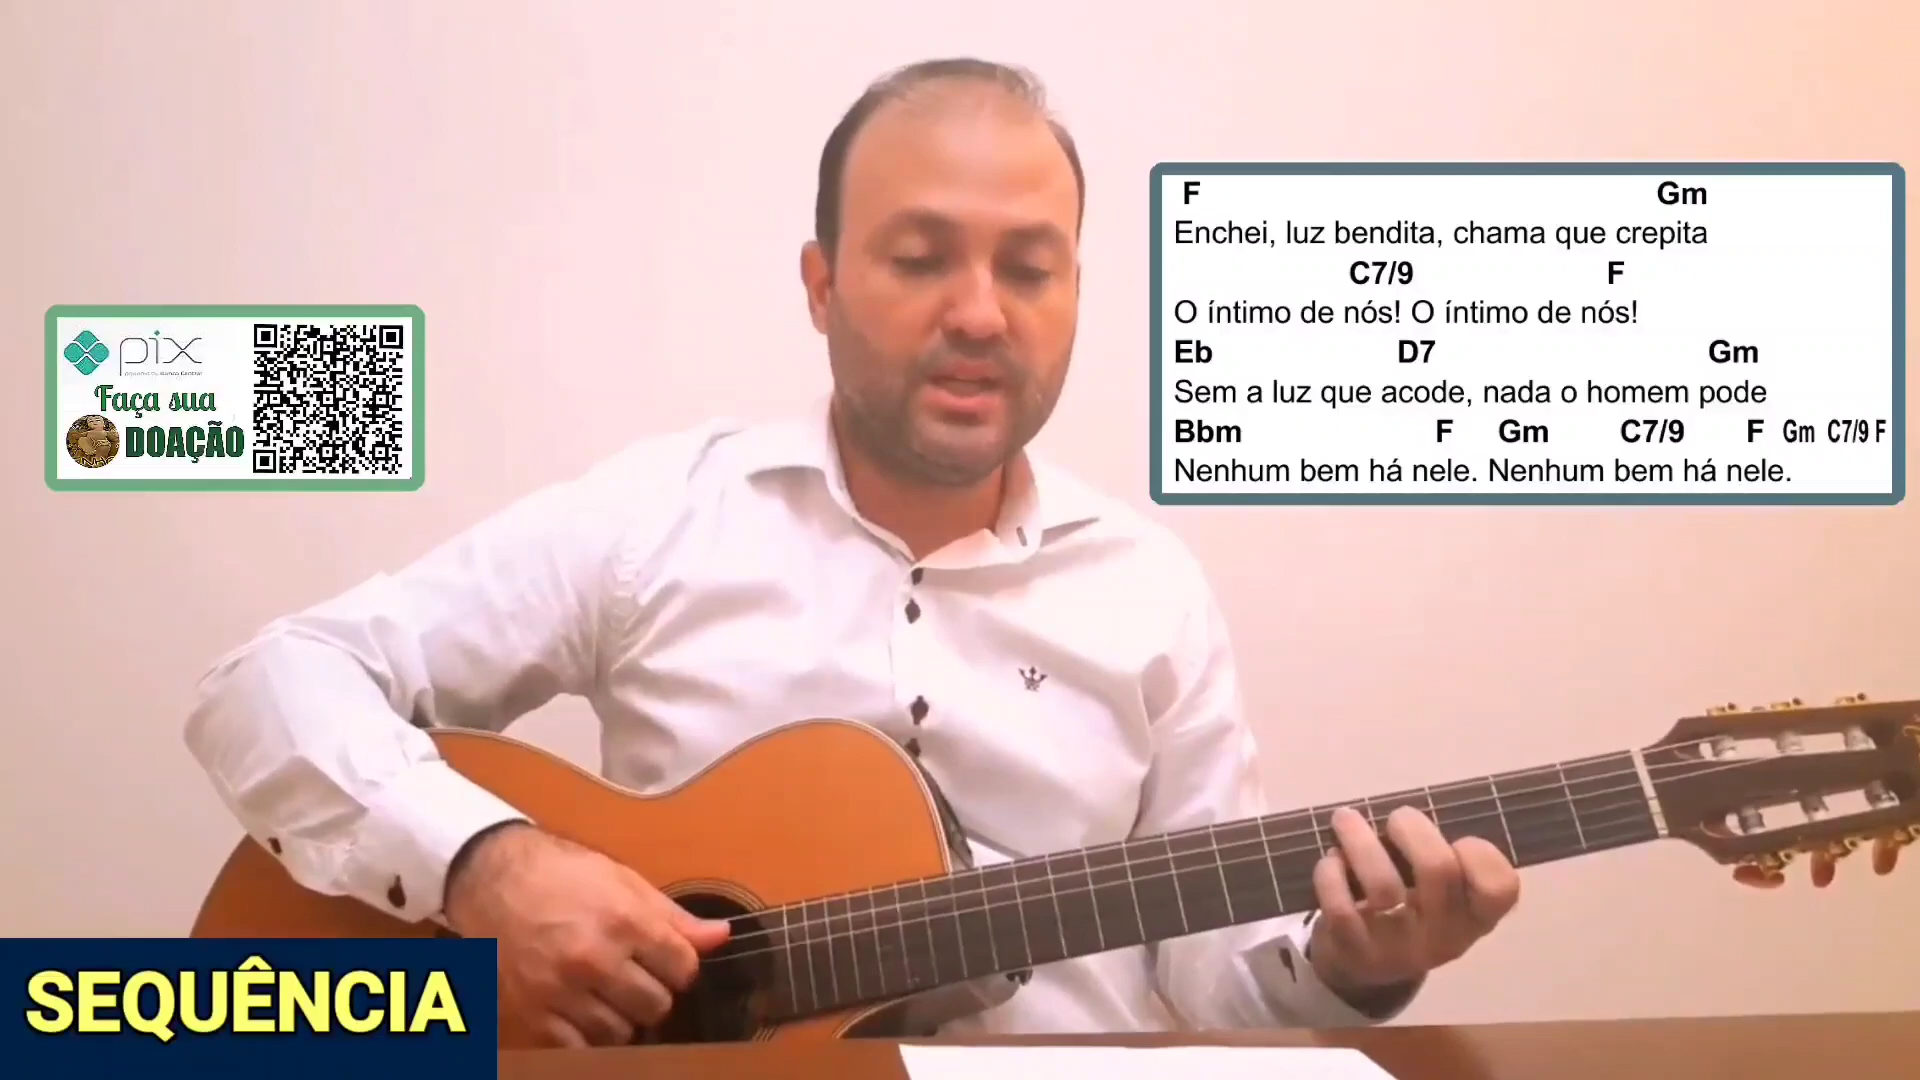 F Gm
Enchei, luz bendita, chama que crepita
C7/9 F
O íntimo de nós! O íntimo de nós!
Eb D7 Gm
Sem a luz que acode, nada o homem pode
Bbm F Gm C7/9 F Gm C7/9 F
Nenhum bem há nele. Nenhum bem há nele.
pix
Faça sua
DOAÇÃO
SEQUÊNCIA